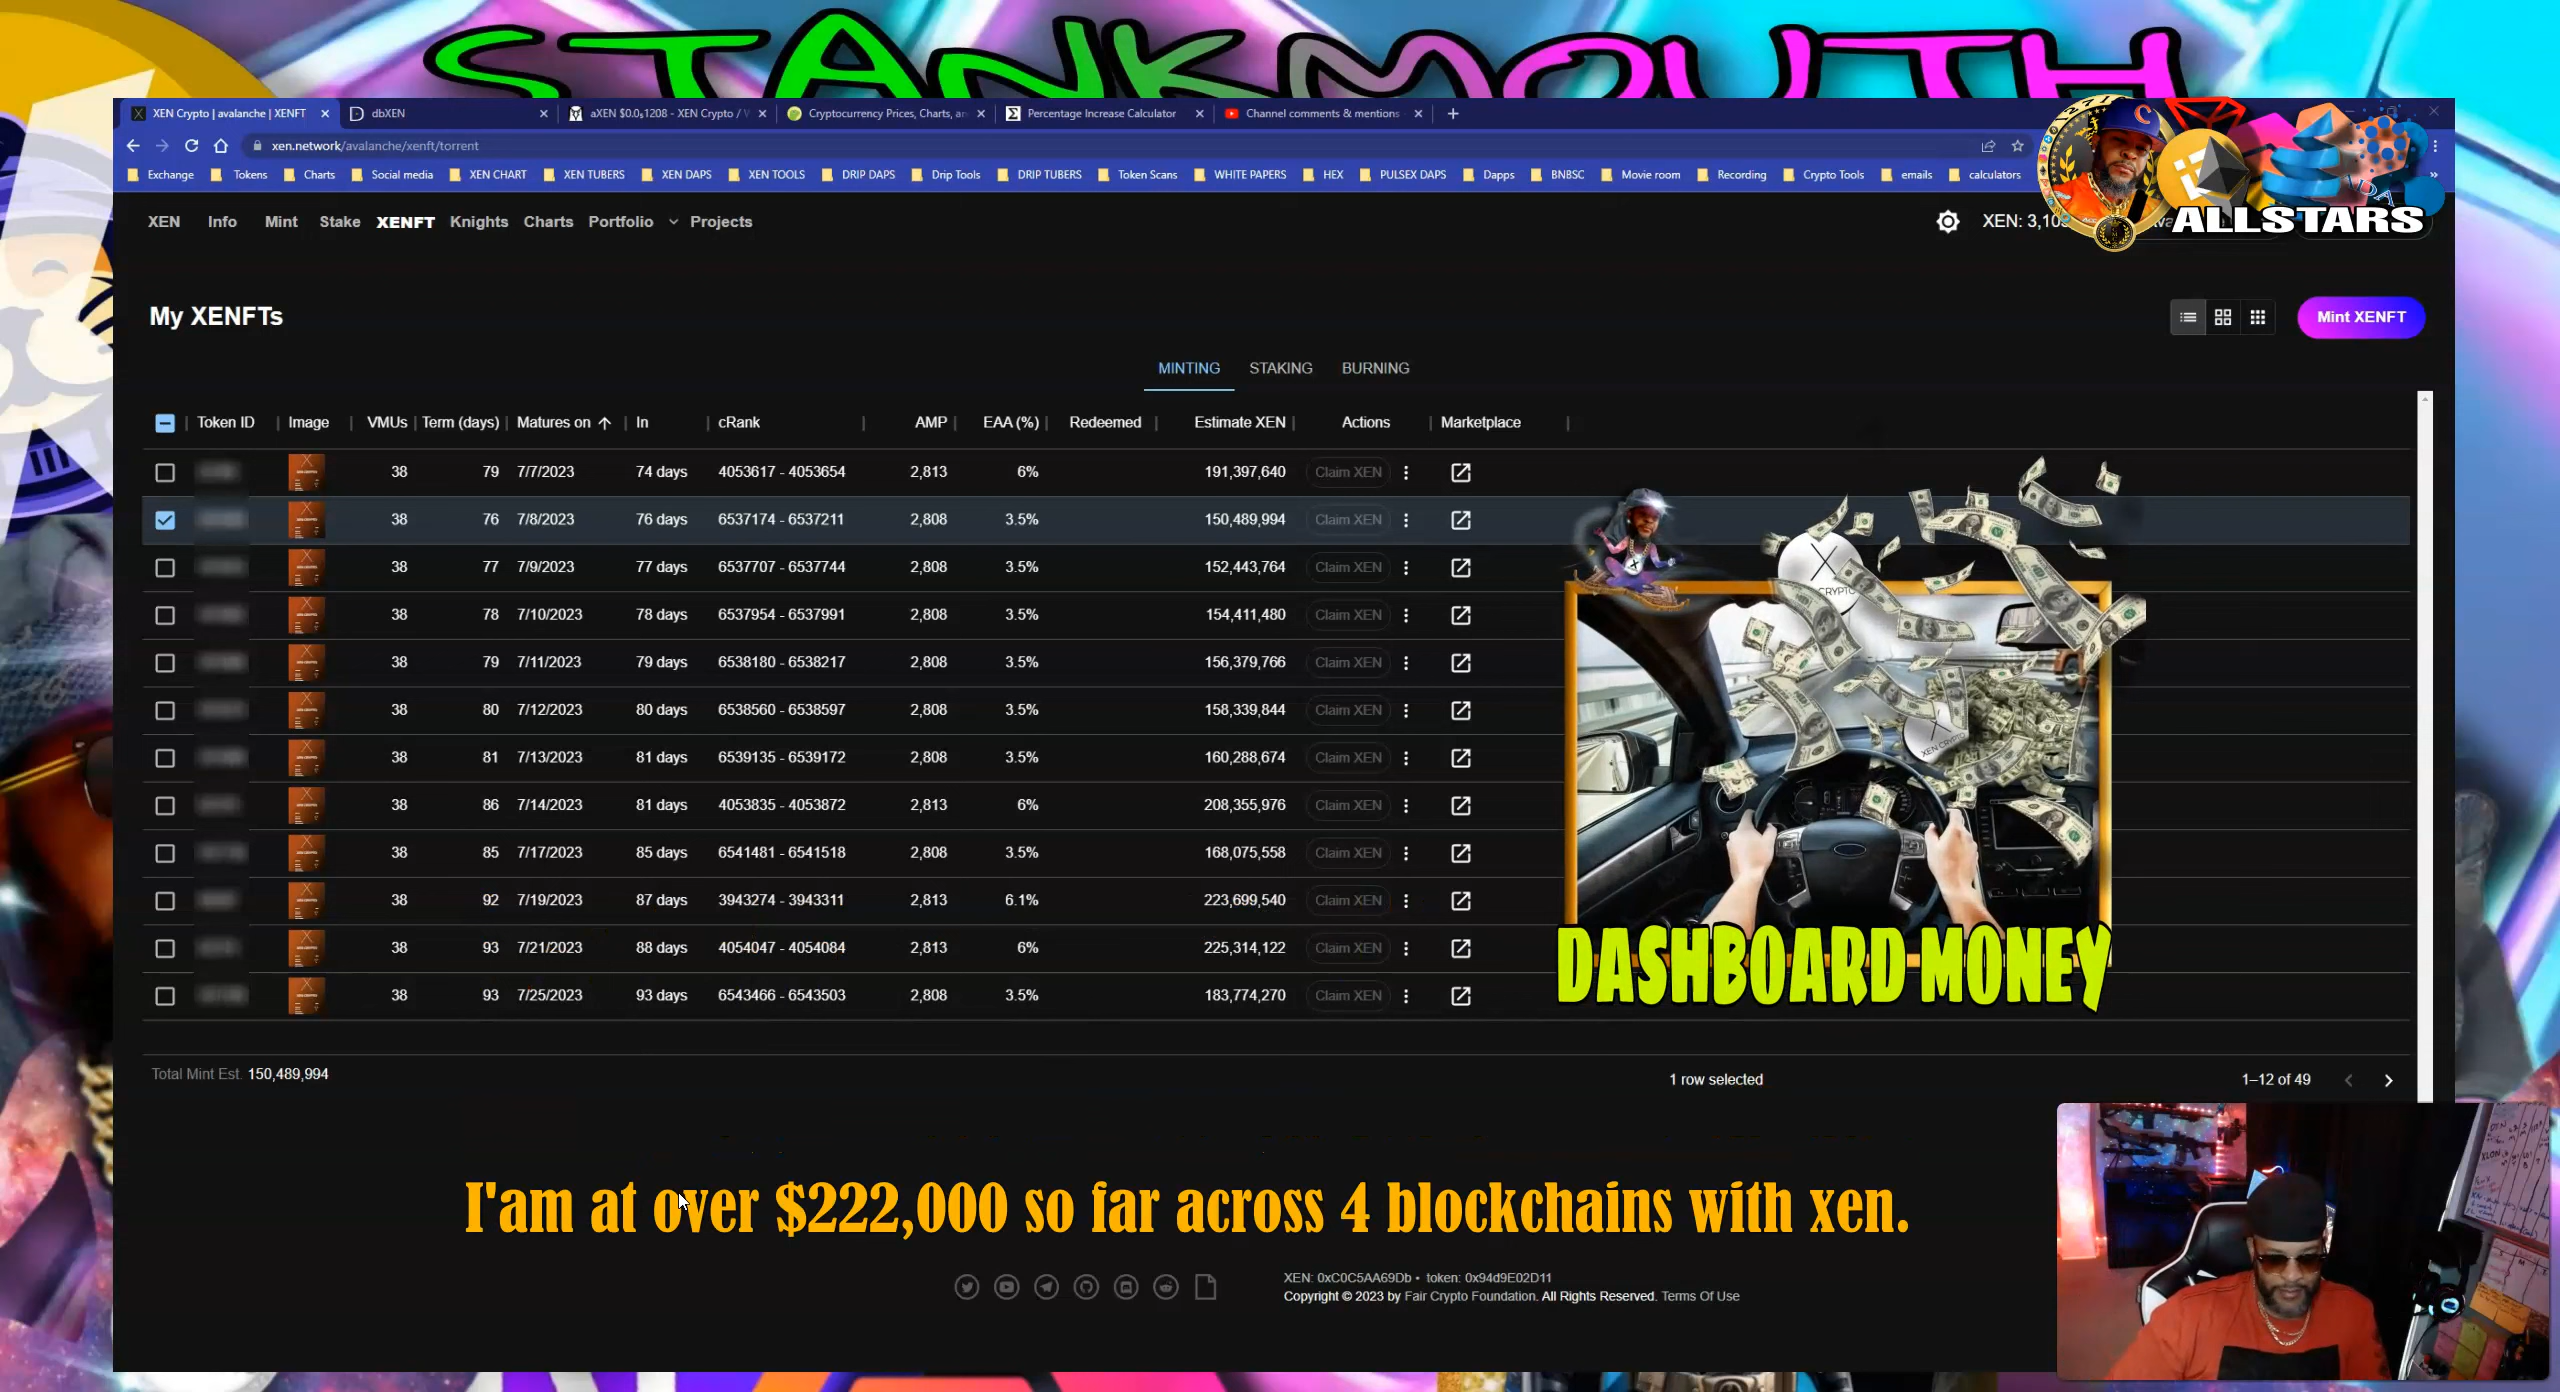 STANKMOUTH
XEN Crypto | avalanche | XENFT
dbXEN
aXEN $0.0₈1208 - XEN Crypto / W
Cryptocurrency Prices, Charts, an
Percentage Increase Calculator
Channel comments & mentions
xen.network/avalanche/xenft/torrent
Exchange Tokens Charts Social media XEN CHART XEN TUBERS XEN DAPS XEN TOOLS DRIP DAPS Drip Tools DRIP TUBERS Token Scans WHITE PAPERS HEX PULSEX DAPS Dapps BNBSC Movie room Recording Crypto Tools emails calculators
ALLSTARS
XEN Info Mint Stake XENFT Knights Charts Portfolio Projects
XEN: 3,10
My XENFTs
Mint XENFT
MINTING STAKING BURNING
Token ID Image VMUs Term (days) Matures on In cRank AMP EAA (%) Redeemed Estimate XEN Actions Marketplace
38 79 7/7/2023 74 days 4053617 - 4053654 2,813 6% 191,397,640 Claim XEN
38 76 7/8/2023 76 days 6537174 - 6537211 2,808 3.5% 150,489,994 Claim XEN
38 77 7/9/2023 77 days 6537707 - 6537744 2,808 3.5% 152,443,764 Claim XEN
38 78 7/10/2023 78 days 6537954 - 6537991 2,808 3.5% 154,411,480 Claim XEN
38 79 7/11/2023 79 days 6538180 - 6538217 2,808 3.5% 156,379,766 Claim XEN
38 80 7/12/2023 80 days 6538560 - 6538597 2,808 3.5% 158,339,844 Claim XEN
38 81 7/13/2023 81 days 6539135 - 6539172 2,808 3.5% 160,288,674 Claim XEN
38 86 7/14/2023 81 days 4053835 - 4053872 2,813 6% 208,355,976 Claim XEN
38 85 7/17/2023 85 days 6541481 - 6541518 2,808 3.5% 168,075,558 Claim XEN
38 92 7/19/2023 87 days 3943274 - 3943311 2,813 6.1% 223,699,540 Claim XEN
38 93 7/21/2023 88 days 4054047 - 4054084 2,813 6% 225,314,122 Claim XEN
38 93 7/25/2023 93 days 6543466 - 6543503 2,808 3.5% 183,774,270 Claim XEN
DASHBOARD MONEY
Total Mint Est. 150,489,994
1 row selected
1–12 of 49
I'am at over $222,000 so far across 4 blockchains with xen.
XEN: 0xC0C5AA69Db • token: 0x94d9E02D11
Copyright © 2023 by Fair Crypto Foundation. All Rights Reserved. Terms Of Use